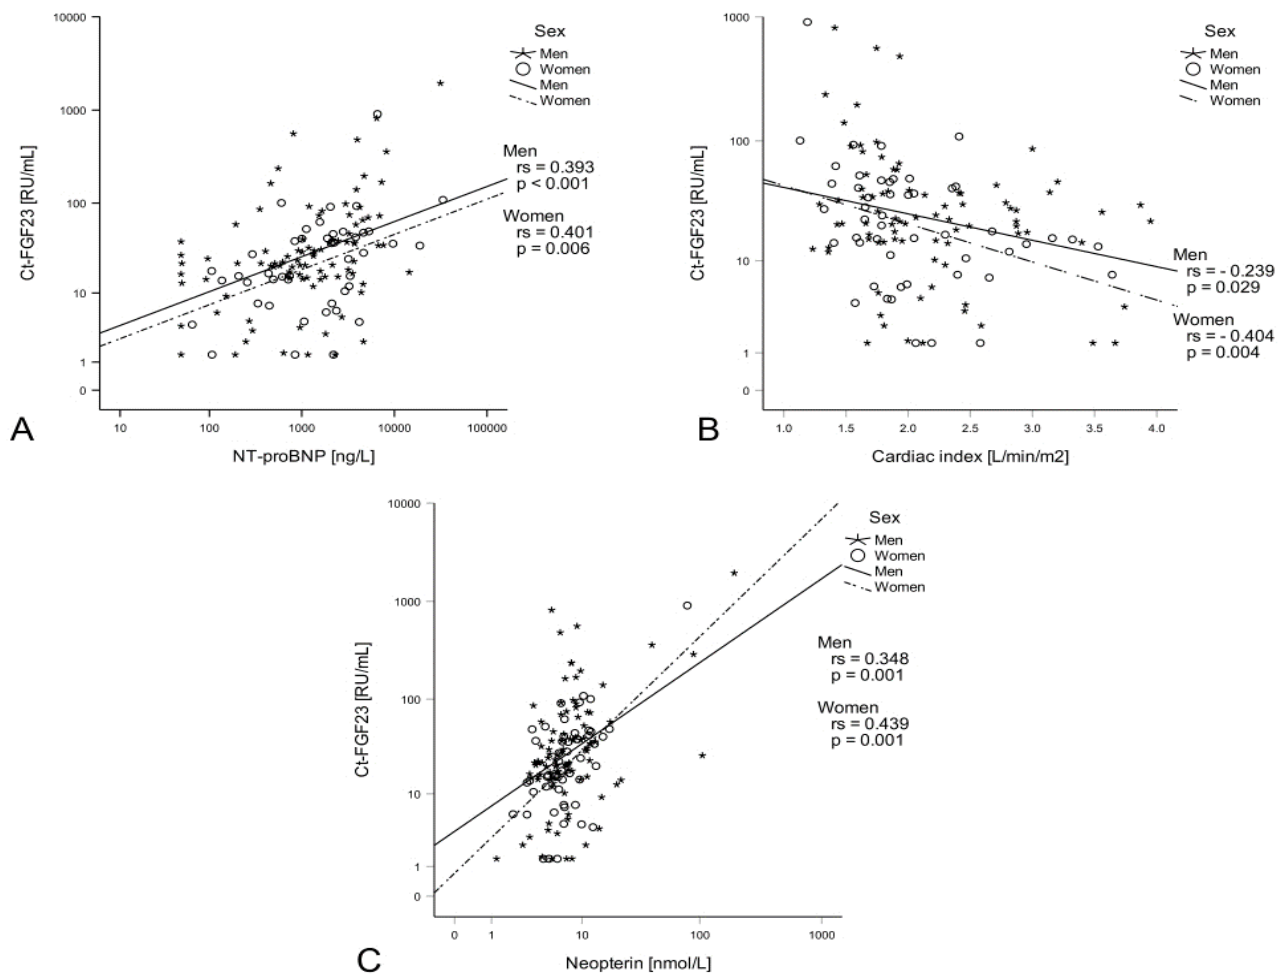 10000
1000
100
10
1
0
Ct-FGF23 [RU/mL]
10 100 1000 10000 100000
NT-proBNP [ng/L]
Sex
Men
Women
Men
Women
Men
rs = 0.393
p < 0.001
Women
rs = 0.401
p = 0.006
A
1000
100
10
1
0
Ct-FGF23 [RU/mL]
1.0 1.5 2.0 2.5 3.0 3.5 4.0
Cardiac index [L/min/m2]
Sex
Men
Women
Men
Women
Men
rs = - 0.239
p = 0.029
Women
rs = - 0.404
p = 0.004
B
10000
1000
100
10
1
0
Ct-FGF23 [RU/mL]
0 1 10 100 1000
Neopterin [nmol/L]
Sex
Men
Women
Men
Women
Men
rs = 0.348
p = 0.001
Women
rs = 0.439
p = 0.001
C